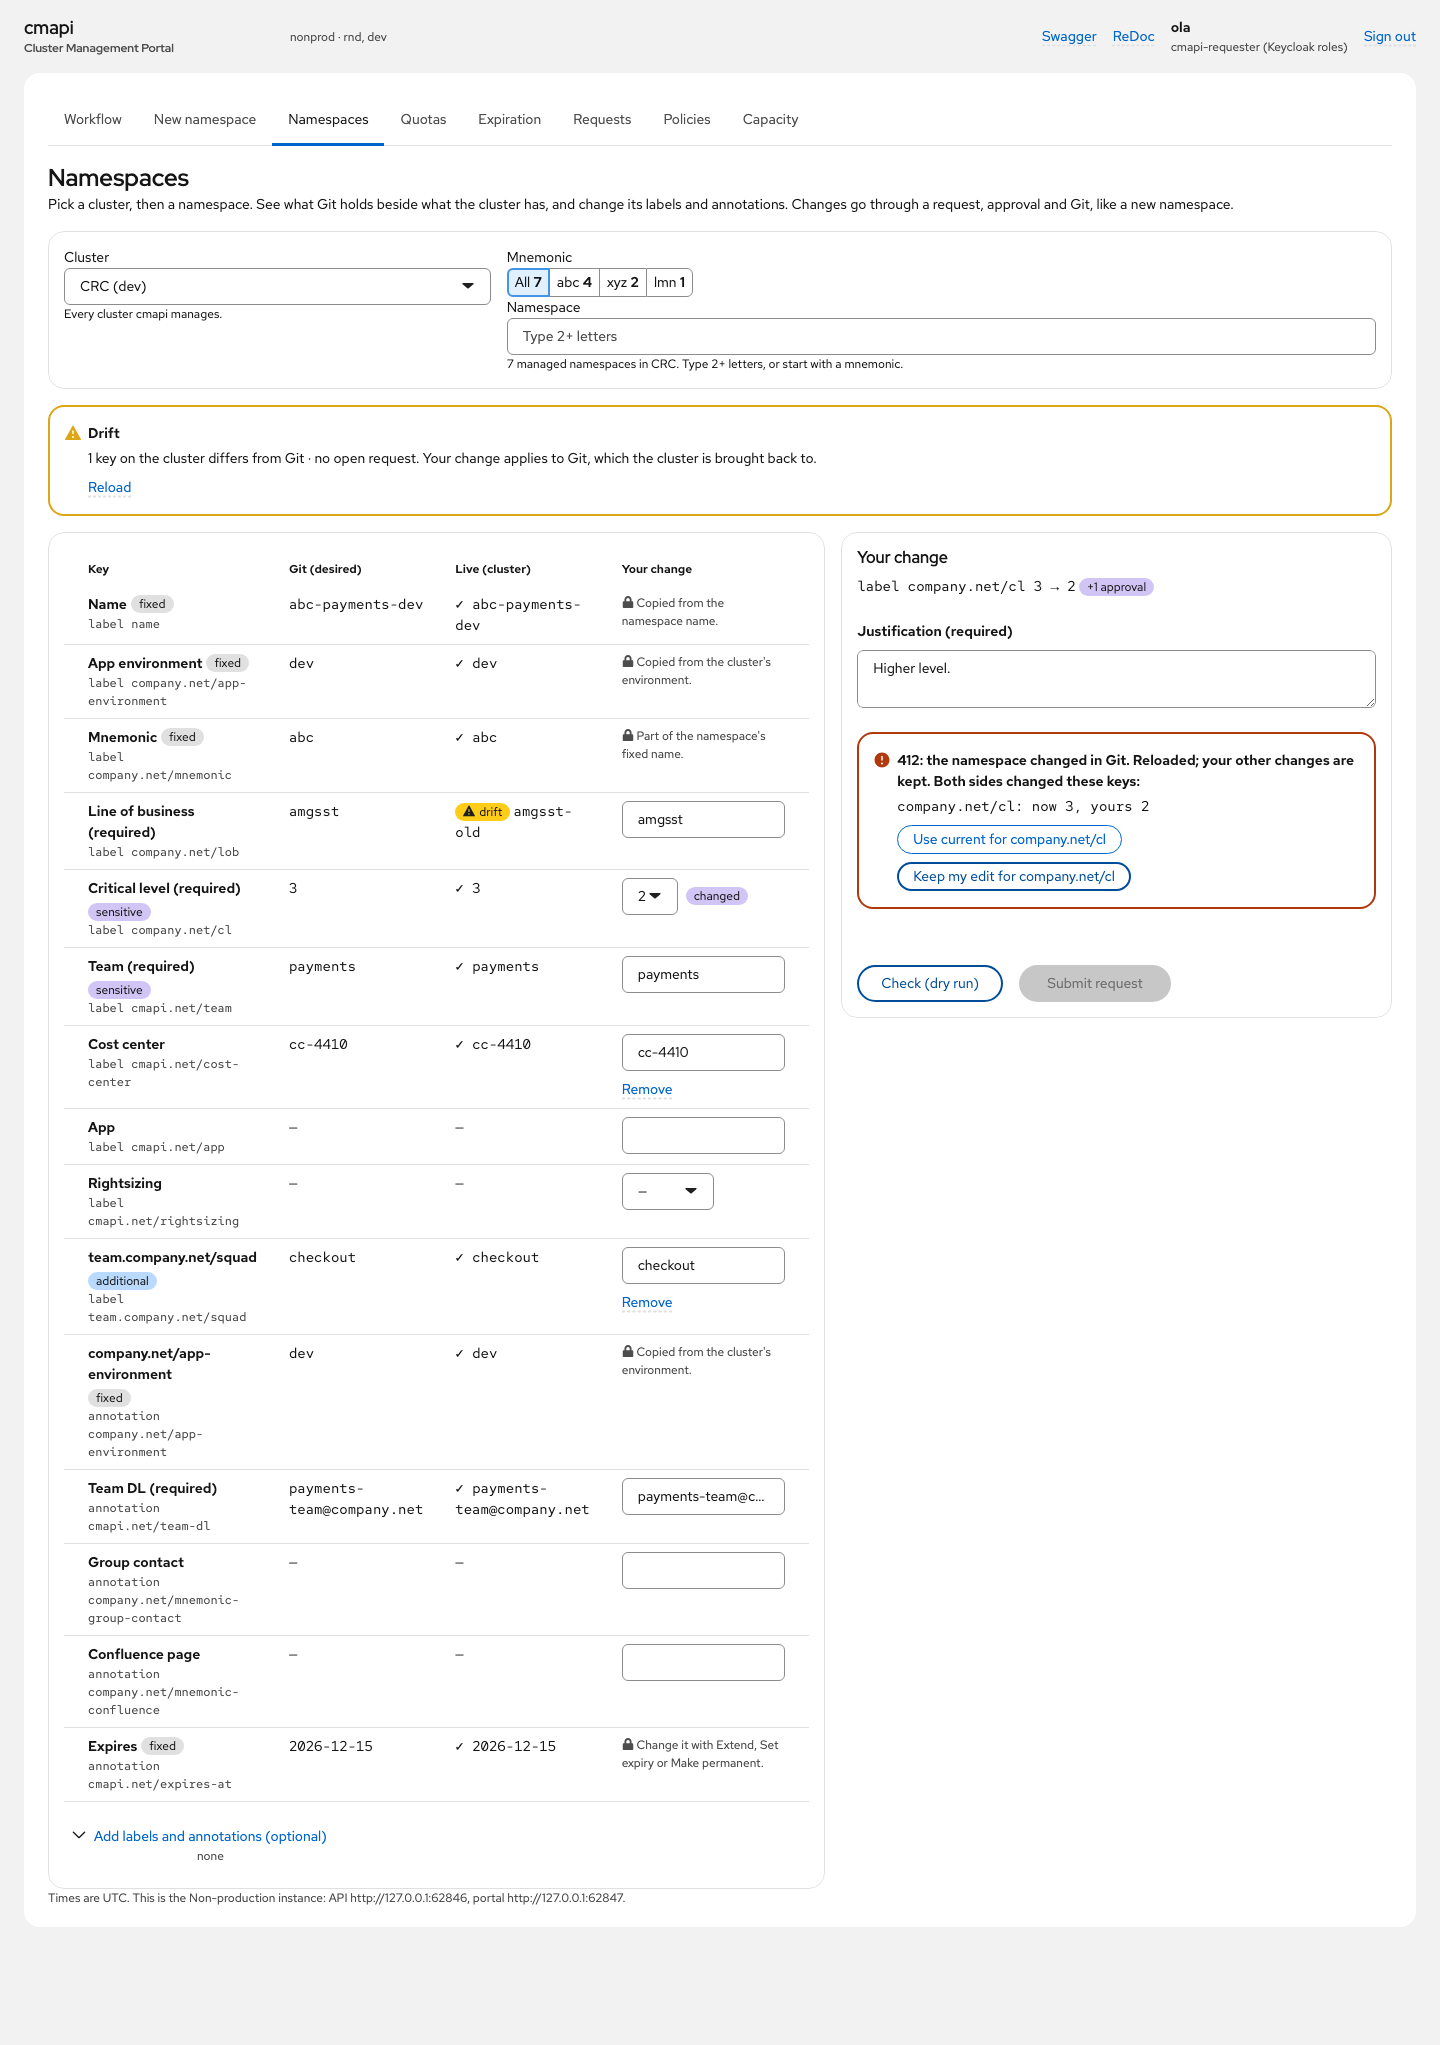 cmapi
Cluster Management Portal
nonprod · rnd, dev
Swagger
ReDoc
ola
cmapi-requester (Keycloak roles)
Sign out
Workflow
New namespace
Namespaces
Quotas
Expiration
Requests
Policies
Capacity
Namespaces
Pick a cluster, then a namespace. See what Git holds beside what the cluster has, and change its labels and annotations. Changes go through a request, approval and Git, like a new namespace.
Cluster
CRC (dev)
Every cluster cmapi manages.
Mnemonic
All 7
abc 4
xyz 2
lmn 1
Namespace
Type 2+ letters
7 managed namespaces in CRC. Type 2+ letters, or start with a mnemonic.
Drift
1 key on the cluster differs from Git · no open request. Your change applies to Git, which the cluster is brought back to.
Reload
Key
Git (desired)
Live (cluster)
Your change
Name fixed
label name
abc-payments-dev
✓ abc-payments-
dev
Copied from the
namespace name.
App environment fixed
label company.net/app-
environment
dev
✓ dev
Copied from the cluster's
environment.
Mnemonic fixed
label
company.net/mnemonic
abc
✓ abc
Part of the namespace's
fixed name.
Line of business
(required)
label company.net/lob
amgsst
drift amgsst-
old
amgsst
Critical level (required)
sensitive
label company.net/cl
3
✓ 3
2
changed
Team (required)
sensitive
label cmapi.net/team
payments
✓ payments
payments
Cost center
label cmapi.net/cost-
center
cc-4410
✓ cc-4410
cc-4410
Remove
App
label cmapi.net/app
—
—
Rightsizing
label
cmapi.net/rightsizing
—
—
—
team.company.net/squad
additional
label
team.company.net/squad
checkout
✓ checkout
checkout
Remove
company.net/app-
environment
fixed
annotation
company.net/app-
environment
dev
✓ dev
Copied from the cluster's
environment.
Team DL (required)
annotation
cmapi.net/team-dl
payments-
team@company.net
✓ payments-
team@company.net
payments-team@c...
Group contact
annotation
company.net/mnemonic-
group-contact
—
—
Confluence page
annotation
company.net/mnemonic-
confluence
—
—
Expires fixed
annotation
cmapi.net/expires-at
2026-12-15
✓ 2026-12-15
Change it with Extend, Set
expiry or Make permanent.
Add labels and annotations (optional)
none
Your change
label company.net/cl 3 → 2 +1 approval
Justification (required)
Higher level.
412: the namespace changed in Git. Reloaded; your other changes are
kept. Both sides changed these keys:
company.net/cl: now 3, yours 2
Use current for company.net/cl
Keep my edit for company.net/cl
Check (dry run)
Submit request
Times are UTC. This is the Non-production instance: API http://127.0.0.1:62846, portal http://127.0.0.1:62847.